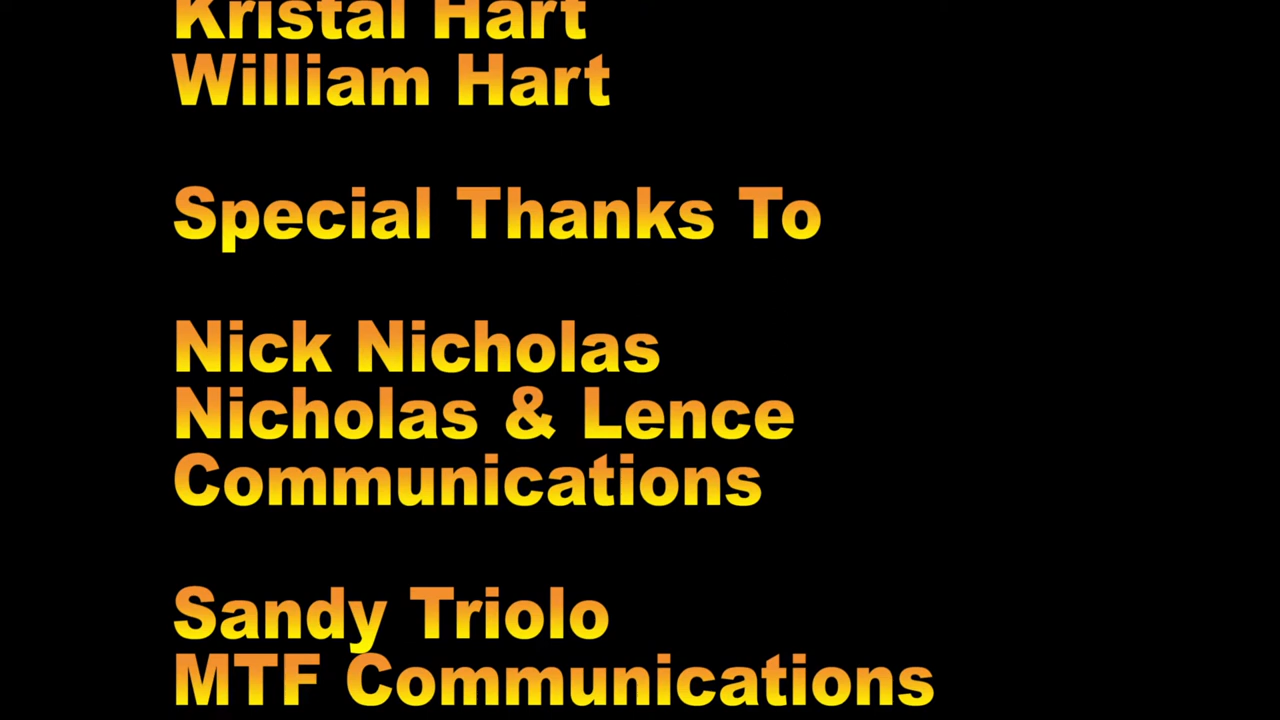 Kristal Hart
William Hart
Special Thanks To
Nick Nicholas
Nicholas & Lence
Communications
Sandy Triolo
MTF Communications